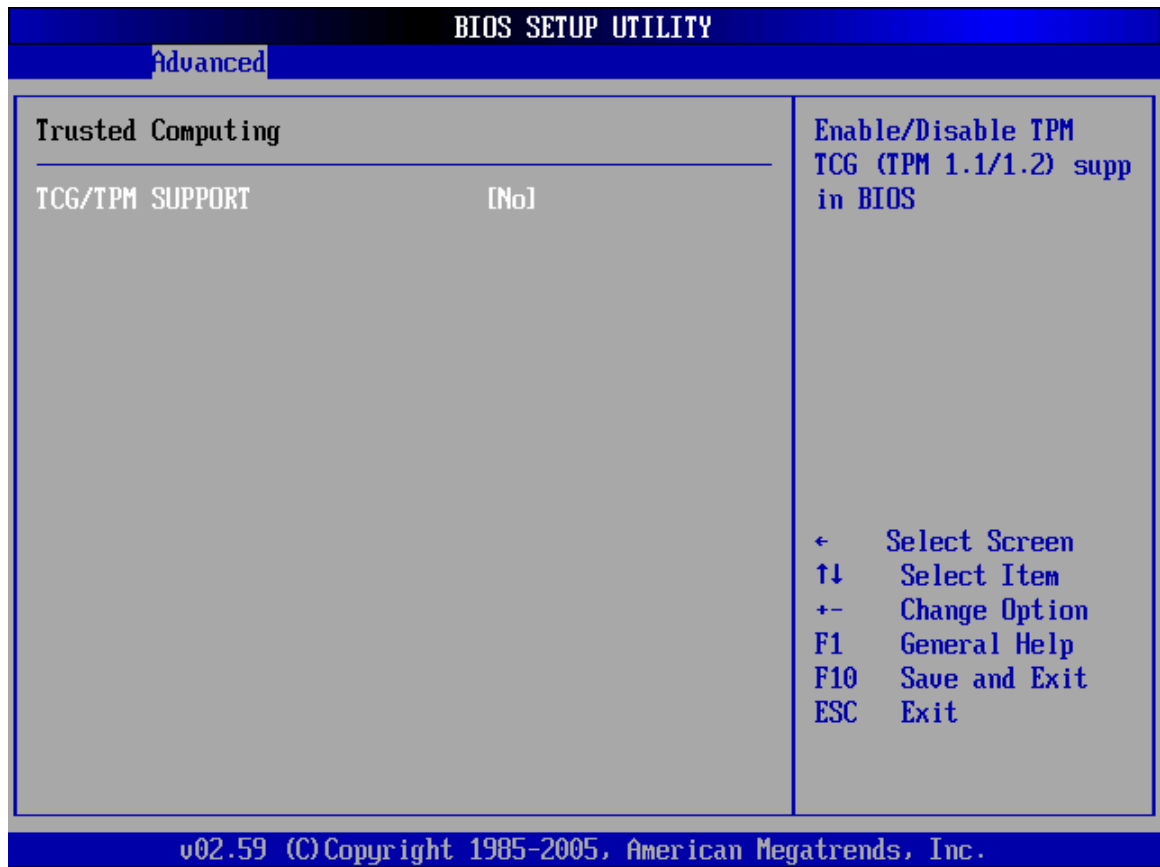 BIOS SETUP UTILITY
Advanced
Trusted Computing
TCG/TPM SUPPORT [No]
Enable/Disable TPM
TCG (TPM 1.1/1.2) supp
in BIOS
← Select Screen
↑↓ Select Item
+- Change Option
F1 General Help
F10 Save and Exit
ESC Exit
v02.59 (C)Copyright 1985-2005, American Megatrends, Inc.